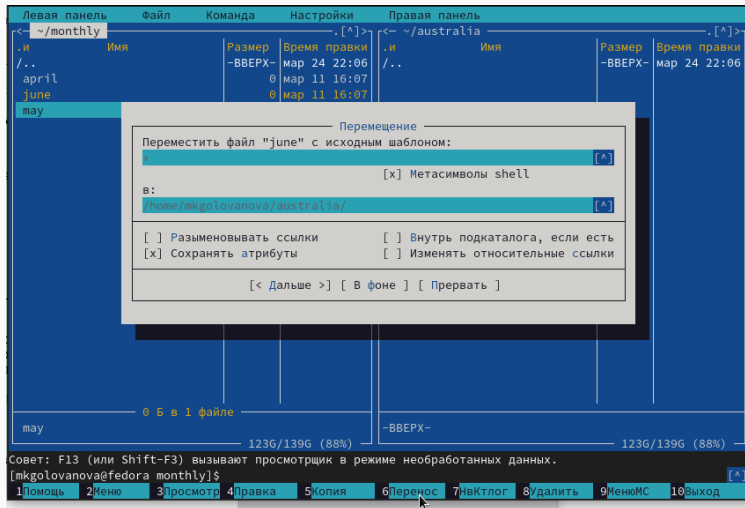 Левая панель Файл Команда Настройки Правая панель
<— ~/monthly .[^]> <— ~/australia .[^]>
.и Имя Размер Время правки .и Имя Размер Время правки
/.. -ВВЕРХ- мар 24 22:06 /.. -ВВЕРХ- мар 24 22:06
april 0 мар 11 16:07
june 0 мар 11 16:07
may
Перемещение
Переместить файл "june" с исходным шаблоном:
* [^]
[x] Метасимволы shell
в:
/home/mkgolovanova/australia/ [^]
[ ] Разыменовывать ссылки [ ] Внутрь подкаталога, если есть
[x] Сохранять атрибуты [ ] Изменять относительные ссылки
[< Дальше >] [ В фоне ] [ Прервать ]
0 Б в 1 файле
may -ВВЕРХ-
123G/139G (88%) 123G/139G (88%)
Совет: F13 (или Shift-F3) вызывают просмотрщик в режиме необработанных данных.
[mkgolovanova@fedora monthly]$ [^]
1Помощь 2Меню 3Просмотр 4Правка 5Копия 6Перенос 7НвКтлог 8Удалить 9МенюMC 10Выход